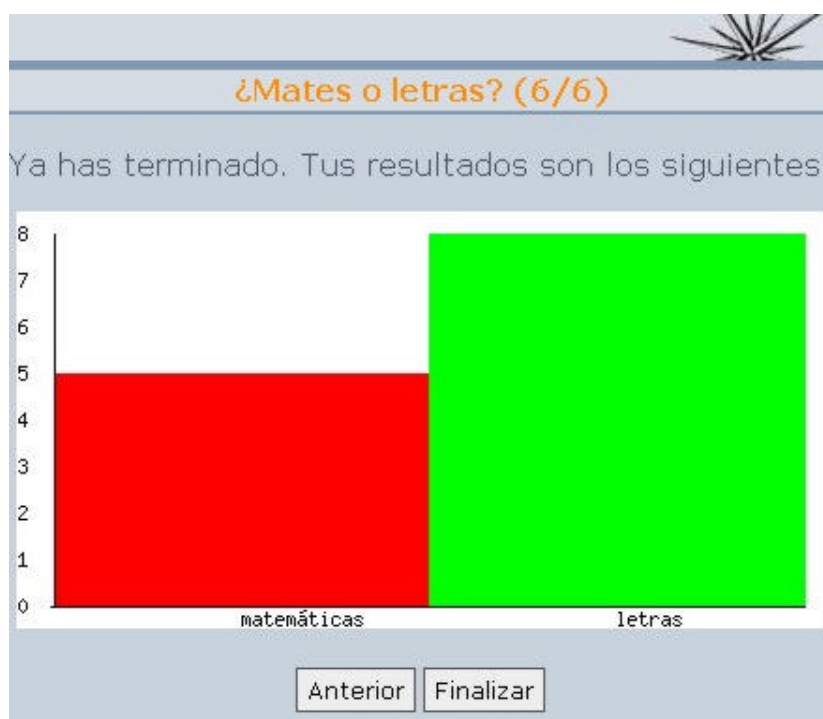 ¿Mates o letras? (6/6)
Ya has terminado. Tus resultados son los siguientes
8
7
6
5
4
3
2
1
0
matemáticas letras
Anterior Finalizar